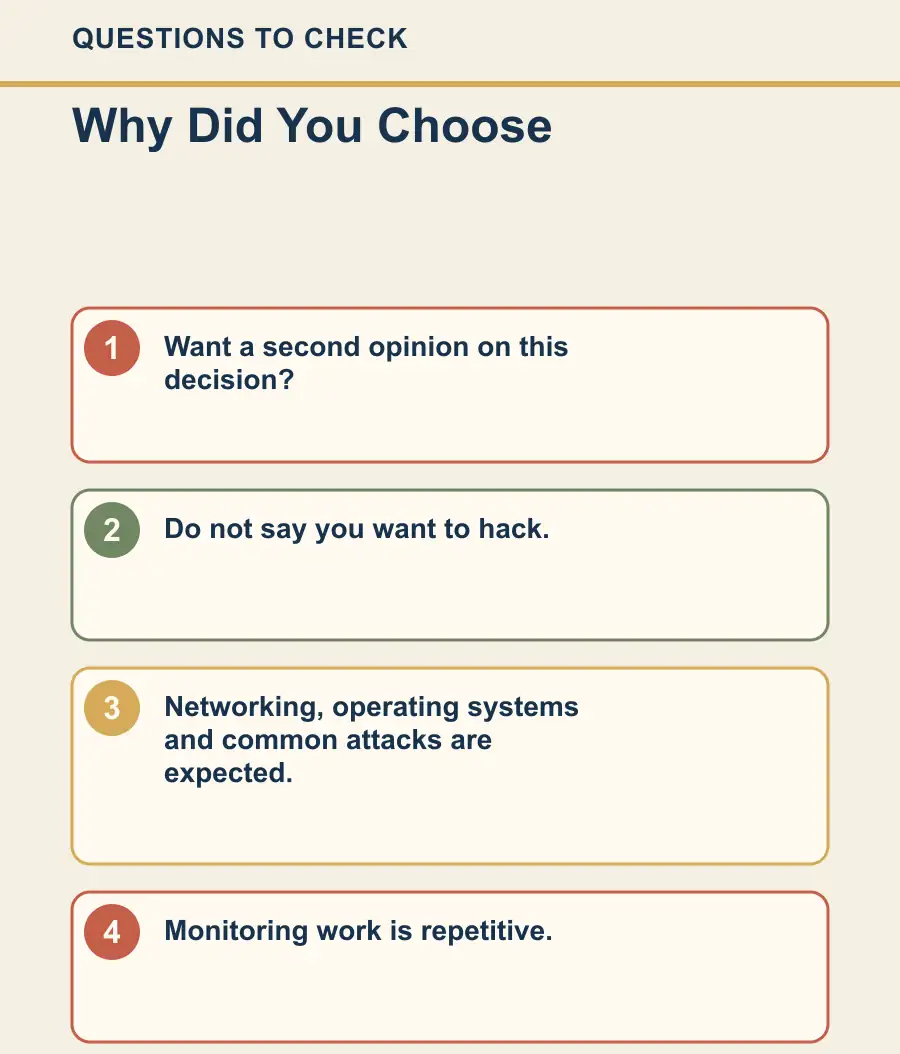 QUESTIONS TO CHECK
Why Did You Choose
1
Want a second opinion on this
decision?
2
Do not say you want to hack.
3
Networking, operating systems
and common attacks are
expected.
4
Monitoring work is repetitive.